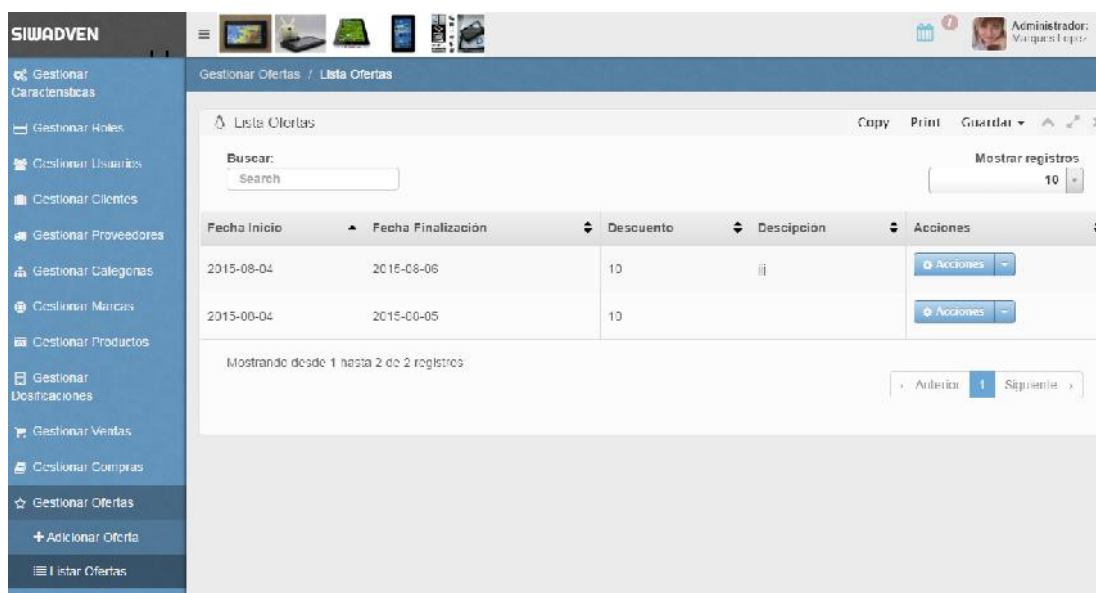 SIWADVEN
Administrador:
Marques Lopez
Gestionar Ofertas / Lista Ofertas
Gestionar
Caracteristicas
Gestionar Roles
Gestionar Usuarios
Gestionar Clientes
Gestionar Proveedores
Gestionar Categorias
Gestionar Marcas
Gestionar Productos
Gestionar
Dosificaciones
Gestionar Ventas
Gestionar Compras
Gestionar Ofertas
Adicionar Oferta
Listar Ofertas
Lista Ofertas
Copy Print Guardar
Buscar:
Search
Mostrar registros
10
Fecha Inicio Fecha Finalización Descuento Descipción Acciones
2015-08-04 2015-08-06 10 jjj Acciones
2015-08-04 2015-08-05 10 Acciones
Mostrando desde 1 hasta 2 de 2 registros
Anterior 1 Siguiente